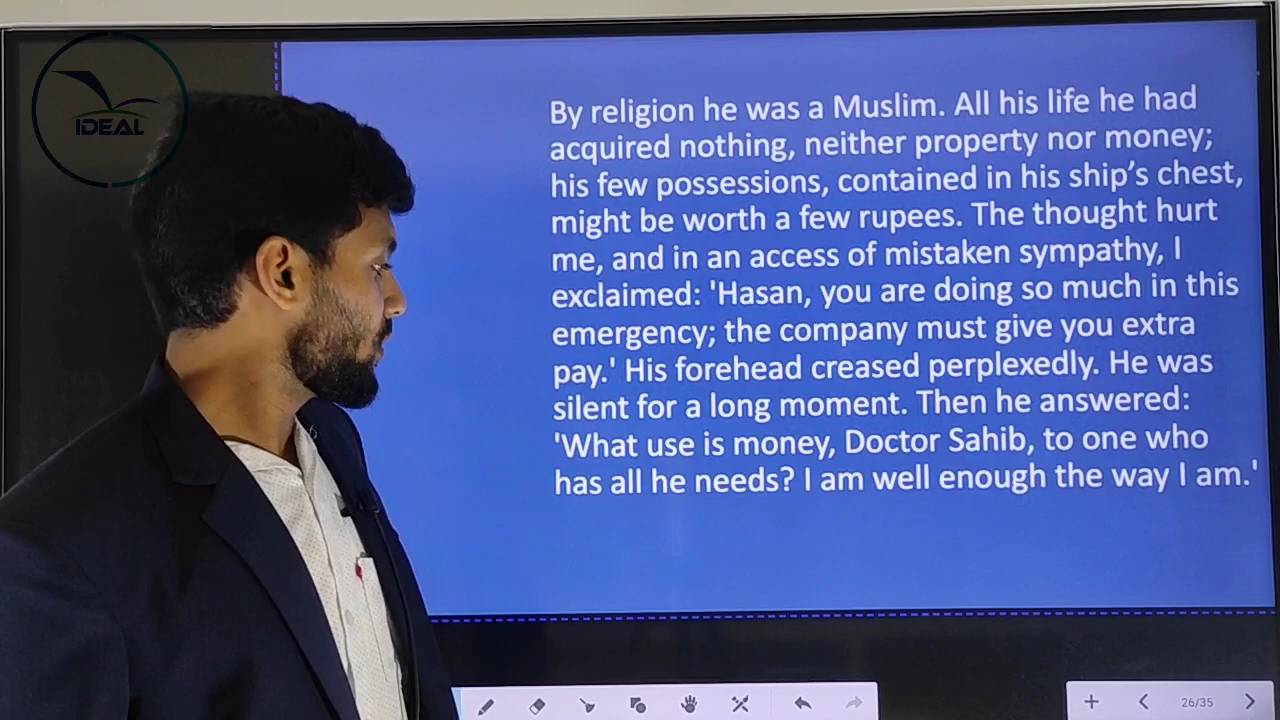 IDEAL
By religion he was a Muslim. All his life he had
acquired nothing, neither property nor money;
his few possessions, contained in his ship's chest,
might be worth a few rupees. The thought hurt
me, and in an access of mistaken sympathy, I
exclaimed: 'Hasan, you are doing so much in this
emergency; the company must give you extra
pay.' His forehead creased perplexedly. He was
silent for a long moment. Then he answered:
'What use is money, Doctor Sahib, to one who
has all he needs? I am well enough the way I am.'
26/35